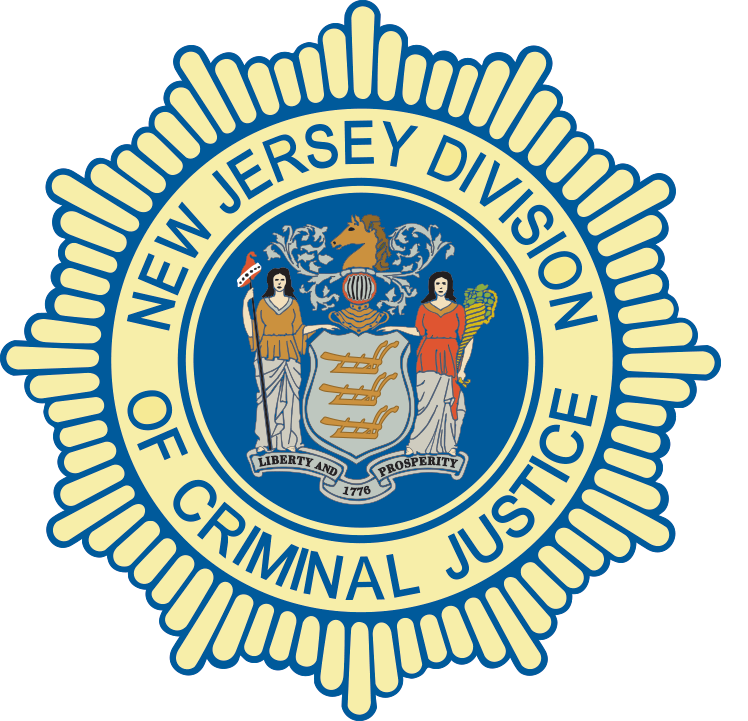 NEW JERSEY DIVISION
OF CRIMINAL JUSTICE
LIBERTY AND
PROSPERITY
1776